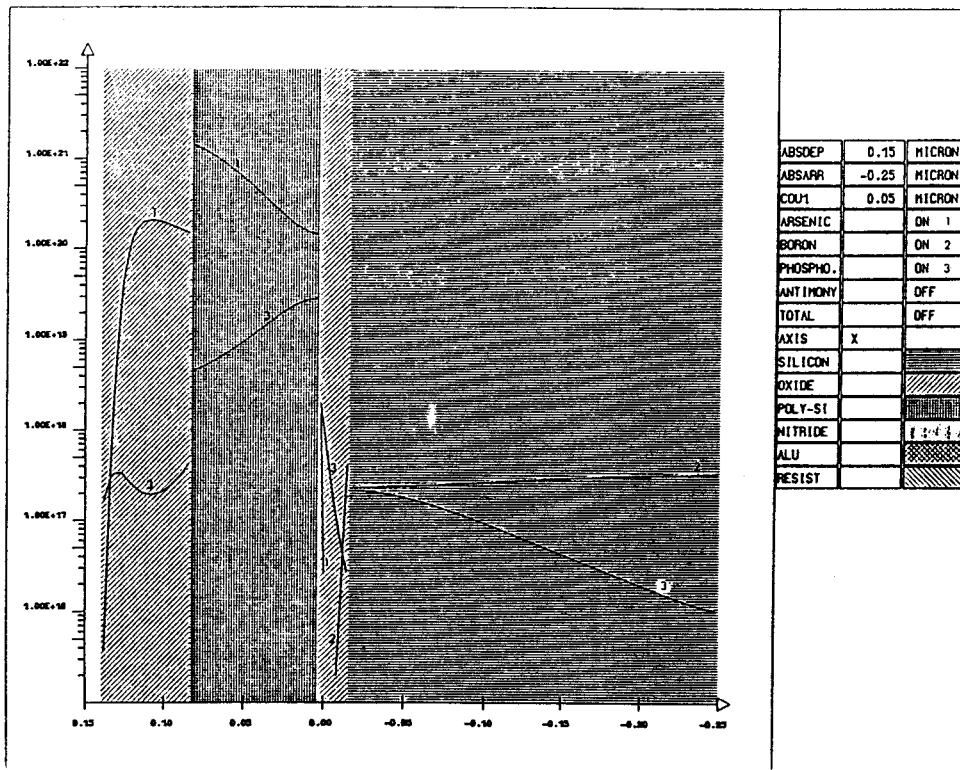 1.00E+22
1.00E+21
1.00E+20
1.00E+19
1.00E+18
1.00E+17
1.00E+16
0.15 0.10 0.05 0.00 -0.05 -0.10 -0.15 -0.20 -0.25
1
1
3
3
3
2
2
3
ABSDEP 0.15 MICRON
ABSARR -0.25 MICRON
COU1 0.05 MICRON
ARSENIC ON 1
BORON ON 2
PHOSPHO. ON 3
ANTIMONY OFF
TOTAL OFF
AXIS X
SILICON
OXIDE
POLY-SI
NITRIDE
ALU
RESIST